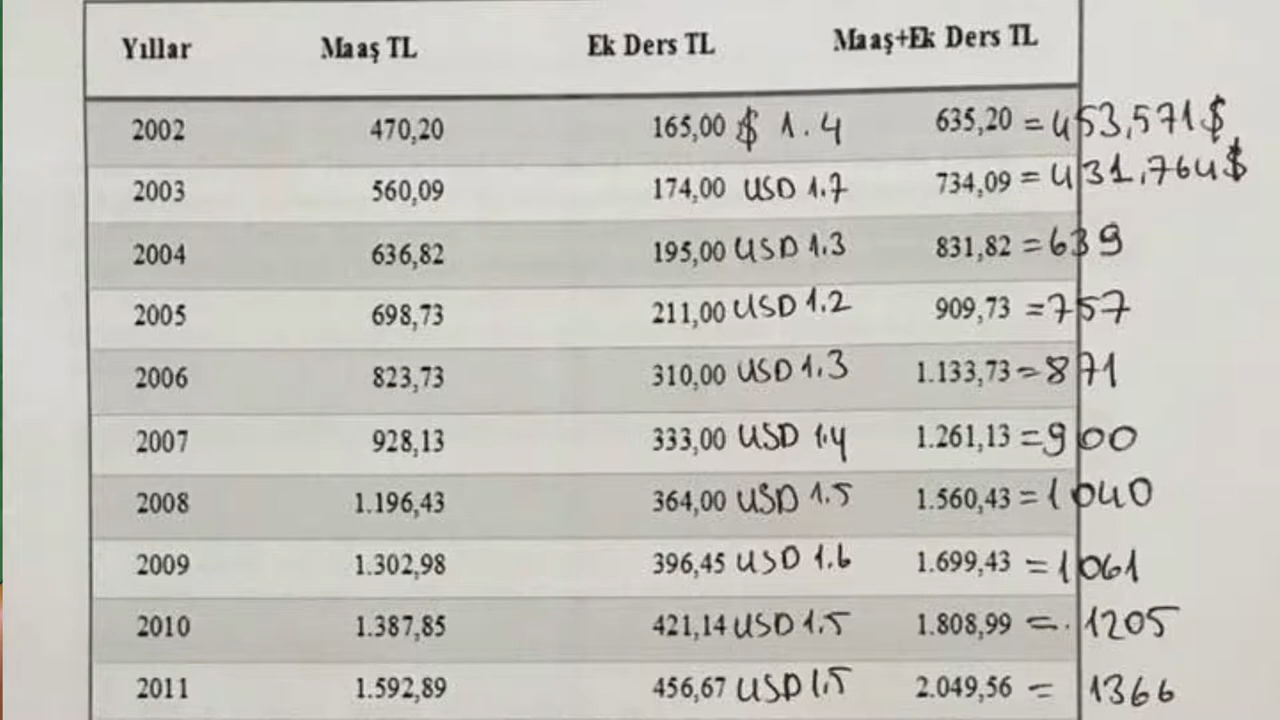 Yıllar Maaş TL Ek Ders TL Maaş+Ek Ders TL
2002 470,20 165,00 $ 1.4 635,20 = 453,571$
2003 560,09 174,00 USD 1.7 734,09 = 431,764$
2004 636,82 195,00 USD 1.3 831,82 = 639
2005 698,73 211,00 USD 1.2 909,73 = 757
2006 823,73 310,00 USD 1.3 1.133,73 = 871
2007 928,13 333,00 USD 1.4 1.261,13 = 900
2008 1.196,43 364,00 USD 1.5 1.560,43 = 1040
2009 1.302,98 396,45 USD 1.6 1.699,43 = 1061
2010 1.387,85 421,14 USD 1.5 1.808,99 = 1205
2011 1.592,89 456,67 USD 1.5 2.049,56 = 1366